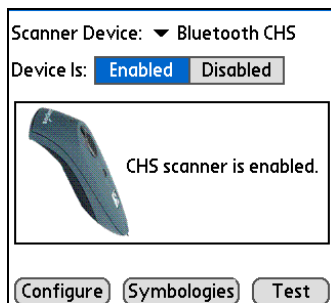 Scanner Device: Bluetooth CHS
Device Is: Enabled Disabled
CHS scanner is enabled.
Configure Symbologies Test